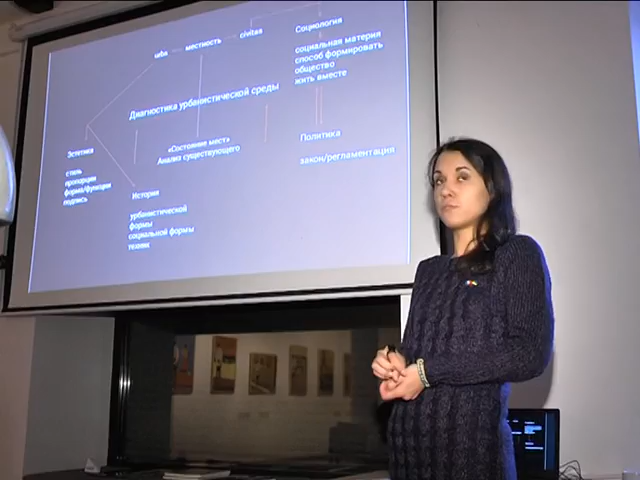 urbs местность civitas
Социология
социальная материя
способ формировать
общество
жить вместе
Диагностика урбанистической среды
Эстетика
стиль
пропорции
форма/функция
подпись
«Состояние мест»
Анализ существующего
Политика
закон/регламентация
История
урбанистической
формы
социальной формы
техник